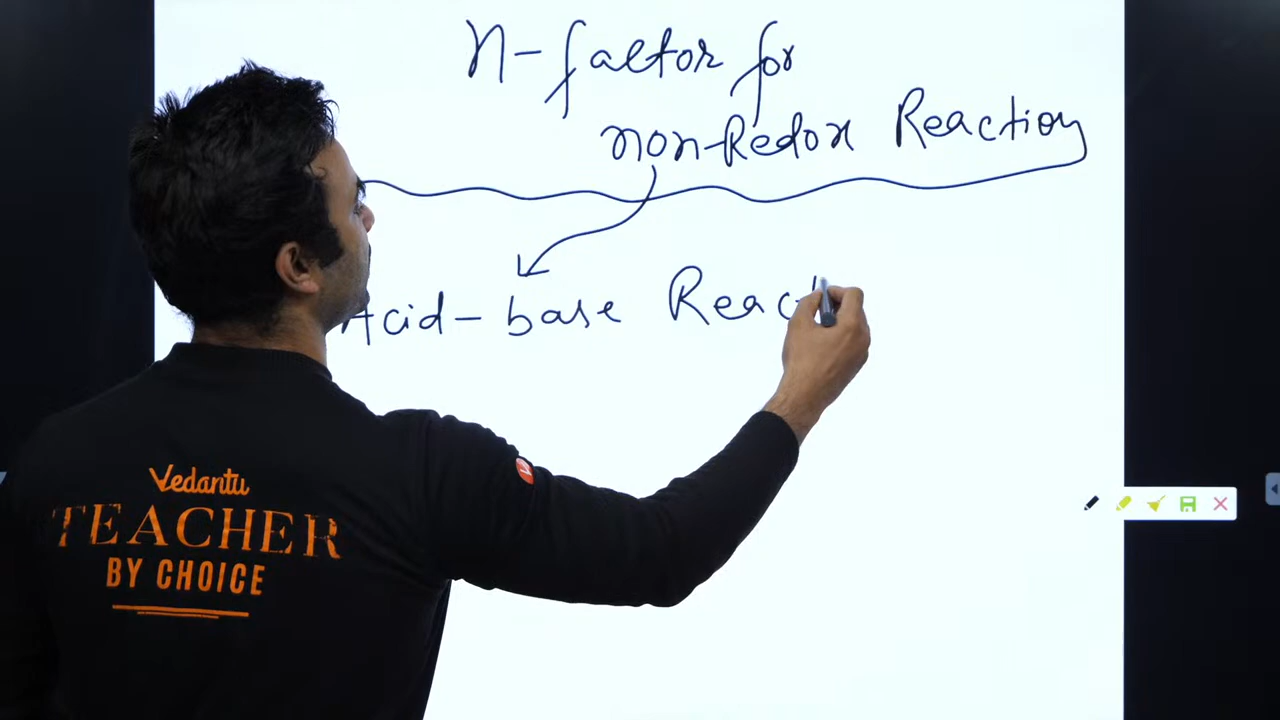 n-factor for
non-Redox Reaction
Acid-base React
Vedantu
TEACHER
BY CHOICE